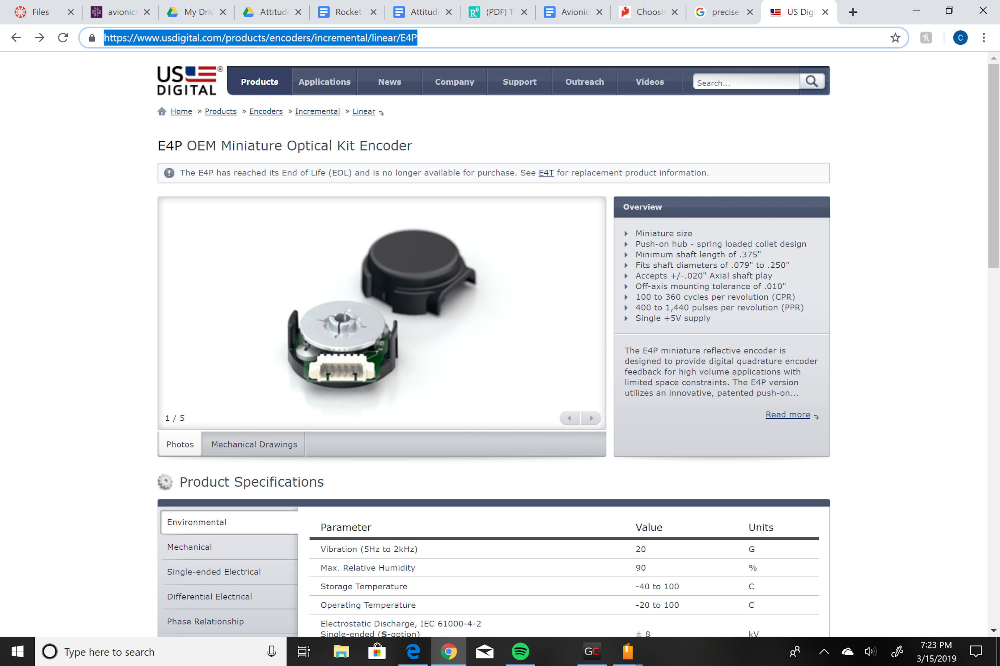 Files
avionics
My Driv
Attitude
Rocket
Attitude
(PDF) T
Avionic
Choosi
precise
US Digi
https://www.usdigital.com/products/encoders/incremental/linear/E4P
C
US DIGITAL ®
Products Applications News Company Support Outreach Videos Search...
Home » Products » Encoders » Incremental » Linear
E4P OEM Miniature Optical Kit Encoder
The E4P has reached its End of Life (EOL) and is no longer available for purchase. See E4T for replacement product information.
Overview
Miniature size
Push-on hub - spring loaded collet design
Minimum shaft length of .375"
Fits shaft diameters of .079" to .250"
Accepts +/-.020" Axial shaft play
Off-axis mounting tolerance of .010"
100 to 360 cycles per revolution (CPR)
400 to 1,440 pulses per revolution (PPR)
Single +5V supply
The E4P miniature reflective encoder is
designed to provide digital quadrature encoder
feedback for high volume applications with
limited space constraints. The E4P version
utilizes an innovative, patented push-on...
Read more
1 / 5
Photos Mechanical Drawings
Product Specifications
Environmental
Mechanical
Single-ended Electrical
Differential Electrical
Phase Relationship
Parameter Value Units
Vibration (5Hz to 2kHz) 20 G
Max. Relative Humidity 90 %
Storage Temperature -40 to 100 C
Operating Temperature -20 to 100 C
Electrostatic Discharge, IEC 61000-4-2
Single-ended (S-option) ± 8 kV
Type here to search
GC
7:23 PM
3/15/2019